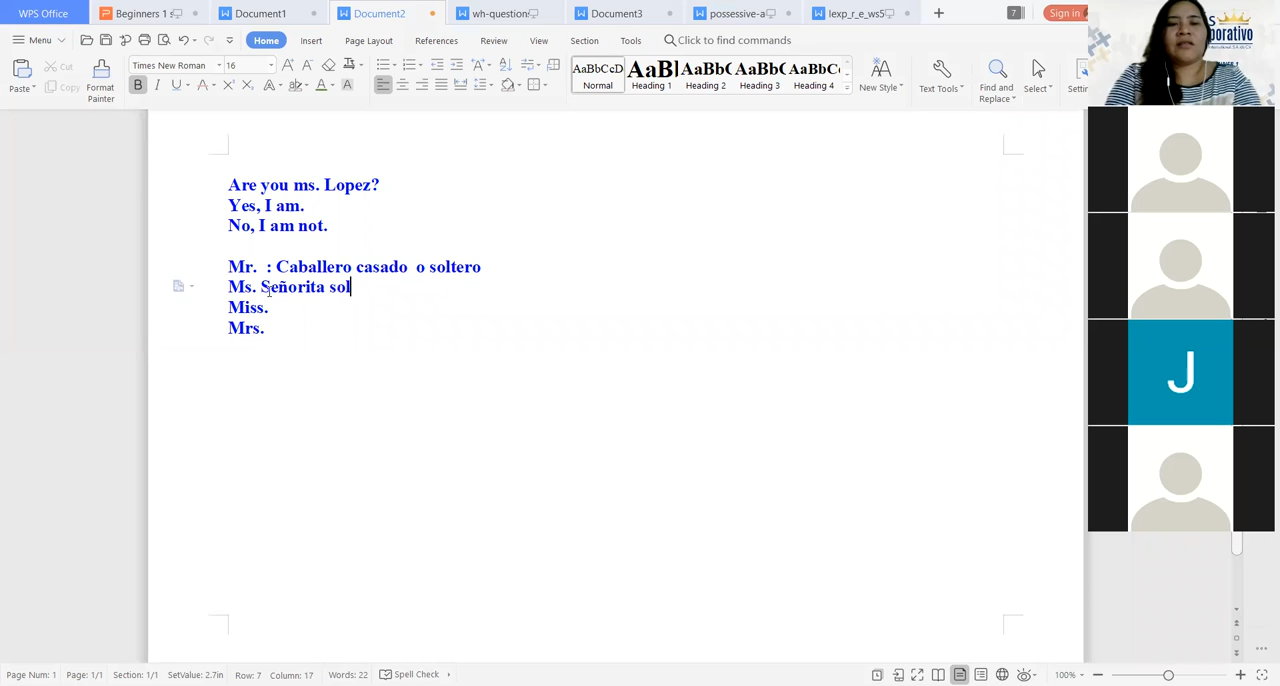 WPS Office
Beginners 1 s
Document1
Document2
wh-question
Document3
possessive-a
lexp_r_e_ws5
7
Sign in
S
porativo
Menu
Home
Insert
Page Layout
References
Review
View
Section
Tools
Click to find commands
Paste
Cut
Copy
Format Painter
Times New Roman
16
AaBbCcD
Normal
AaBl
Heading 1
AaBb(
Heading 2
AaBb(
Heading 3
AaBbC
Heading 4
New Style
Text Tools
Find and Replace
Select
Settin
Are you ms. Lopez?
Yes, I am.
No, I am not.
Mr.  : Caballero casado  o soltero
Ms. Señorita sol
Miss.
Mrs.
J
Page Num: 1
Page: 1/1
Section: 1/1
SetValue: 2.7in
Row: 7
Column: 17
Words: 22
Spell Check
100%